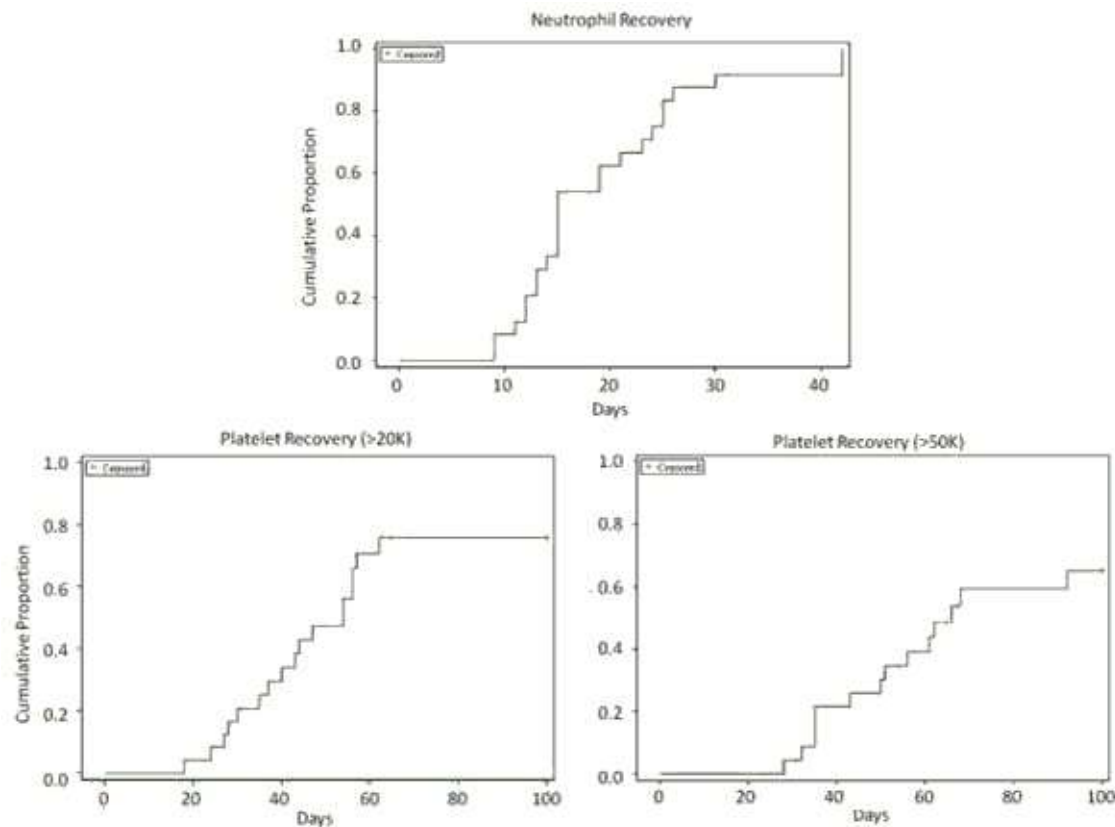 Neutrophil Recovery
1.0
Censored
0.8
0.6
0.4
0.2
0.0
Cumulative Proportion
0 10 20 30 40
Days
Platelet Recovery (>20K)
1.0
Censored
0.8
0.6
0.4
0.2
0.0
Cumulative Proportion
0 20 40 60 80 100
Days
Platelet Recovery (>50K)
1.0
Censored
0.8
0.6
0.4
0.2
0.0
0 20 40 60 80 100
Days